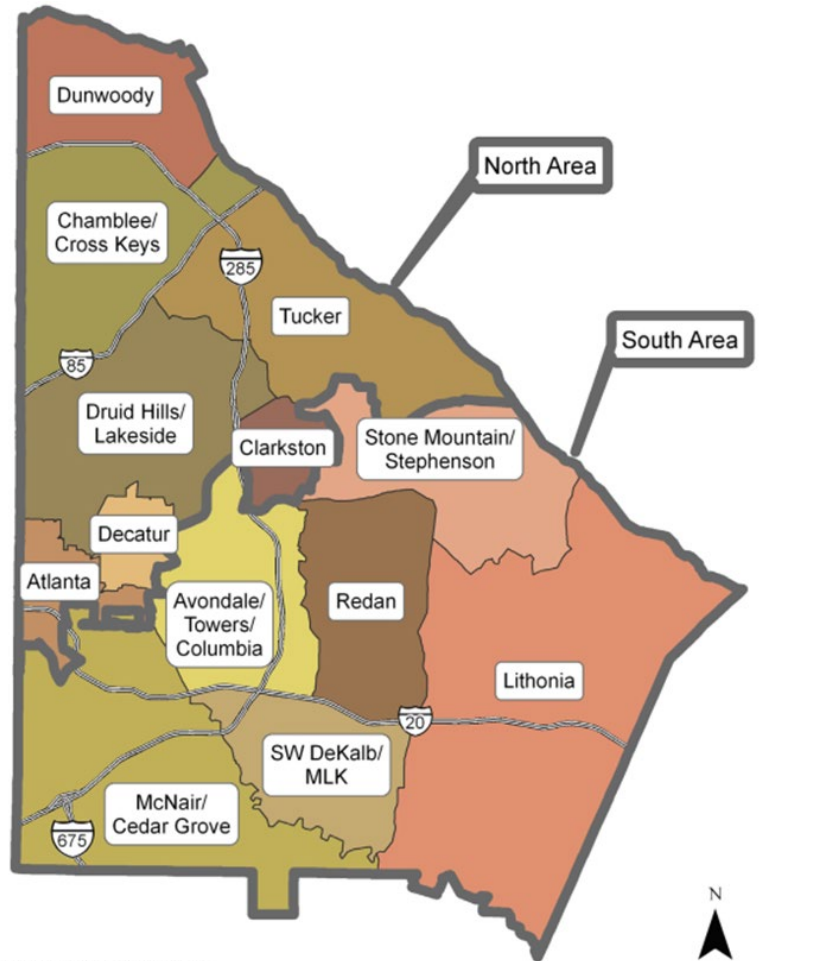 Dunwoody
North Area
Chamblee/
Cross Keys
285
Tucker
South Area
85
Druid Hills/
Lakeside
Clarkston
Stone Mountain/
Stephenson
Decatur
Atlanta
Avondale/
Towers/
Columbia
Redan
Lithonia
20
SW DeKalb/
MLK
McNair/
Cedar Grove
675
N